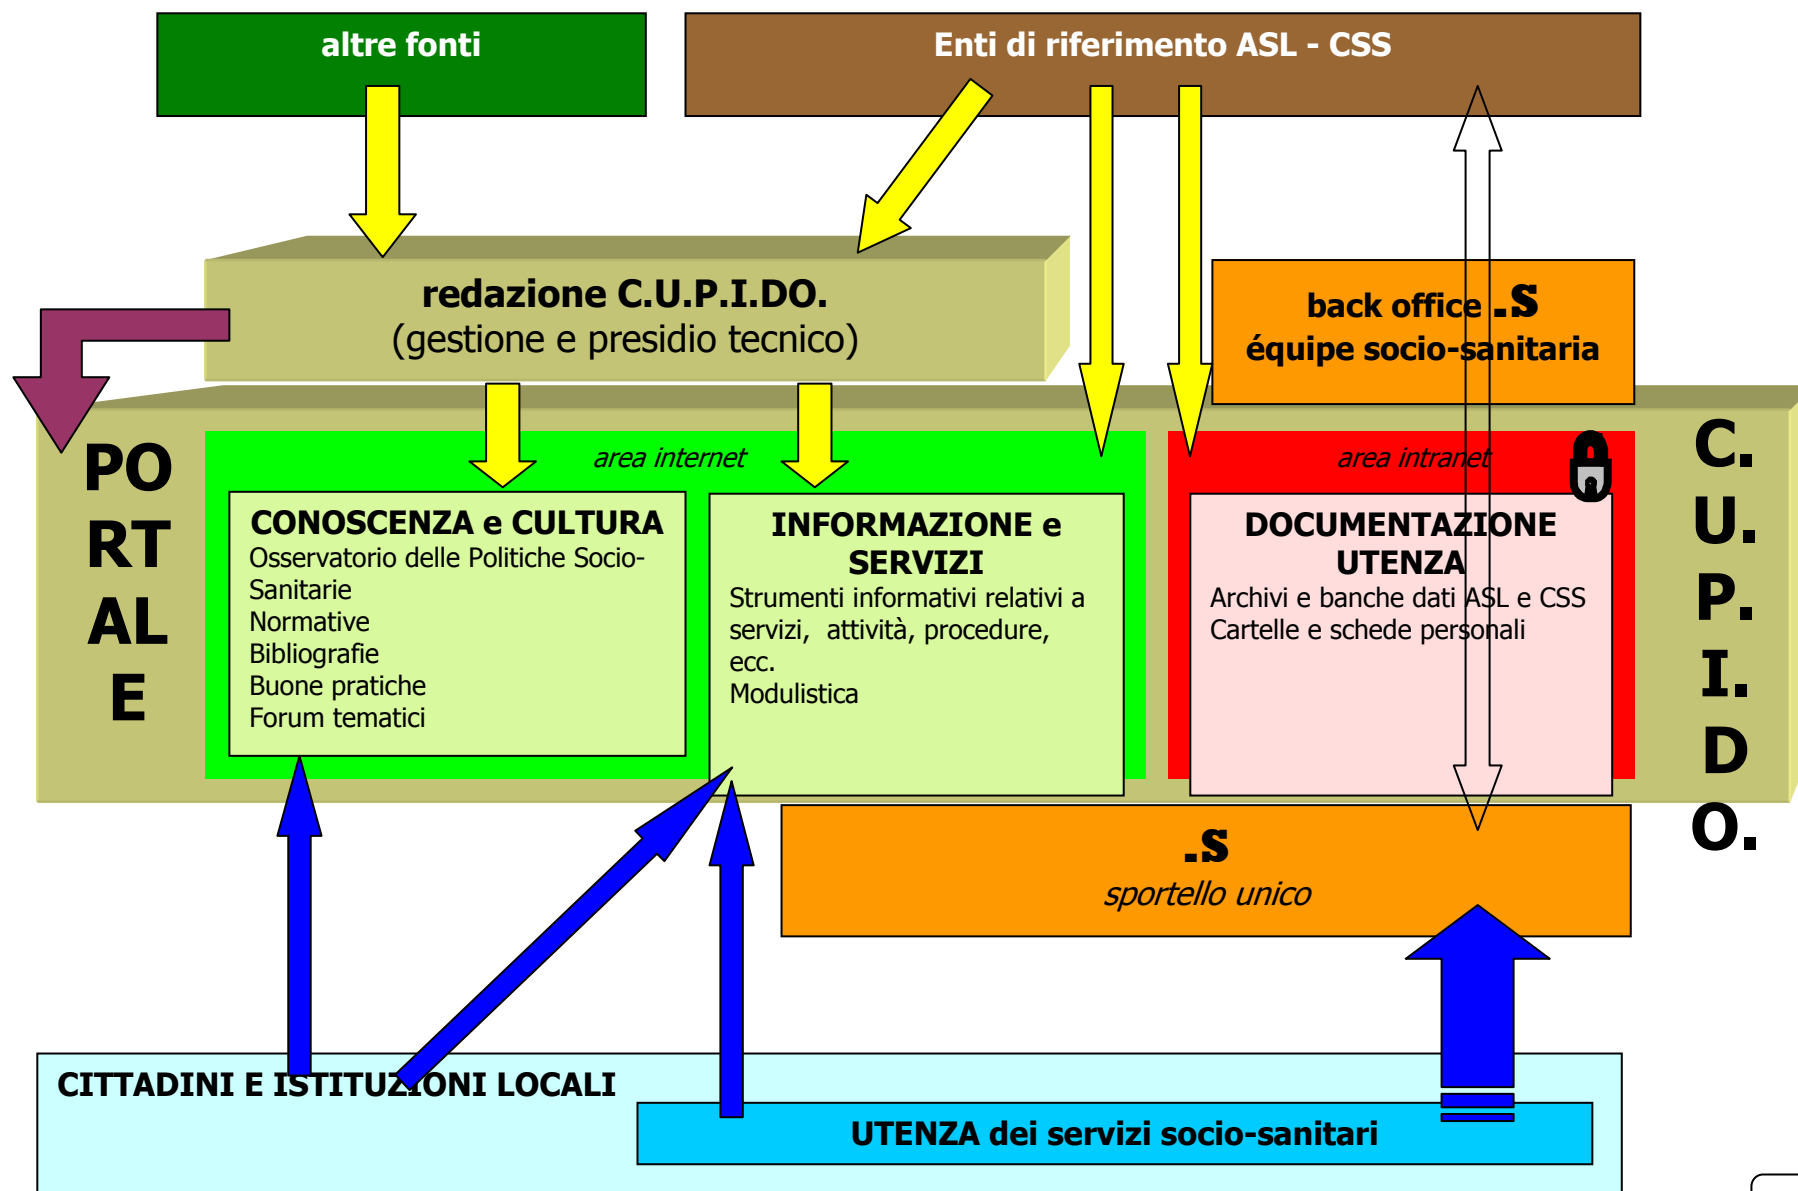 altre fonti
Enti di riferimento ASL - CSS
redazione C.U.P.I.DO.
(gestione e presidio tecnico)
back office .s
équipe socio-sanitaria
PO
RT
AL
E
area internet
CONOSCENZA e CULTURA
Osservatorio delle Politiche Socio-
Sanitarie
Normative
Bibliografie
Buone pratiche
Forum tematici
INFORMAZIONE e
SERVIZI
Strumenti informativi relativi a
servizi, attività, procedure,
ecc.
Modulistica
area intranet
DOCUMENTAZIONE
UTENZA
Archivi e banche dati ASL e CSS
Cartelle e schede personali
C.
U.
P.
I.
D
O.
.s
sportello unico
CITTADINI E ISTITUZIONI LOCALI
UTENZA dei servizi socio-sanitari